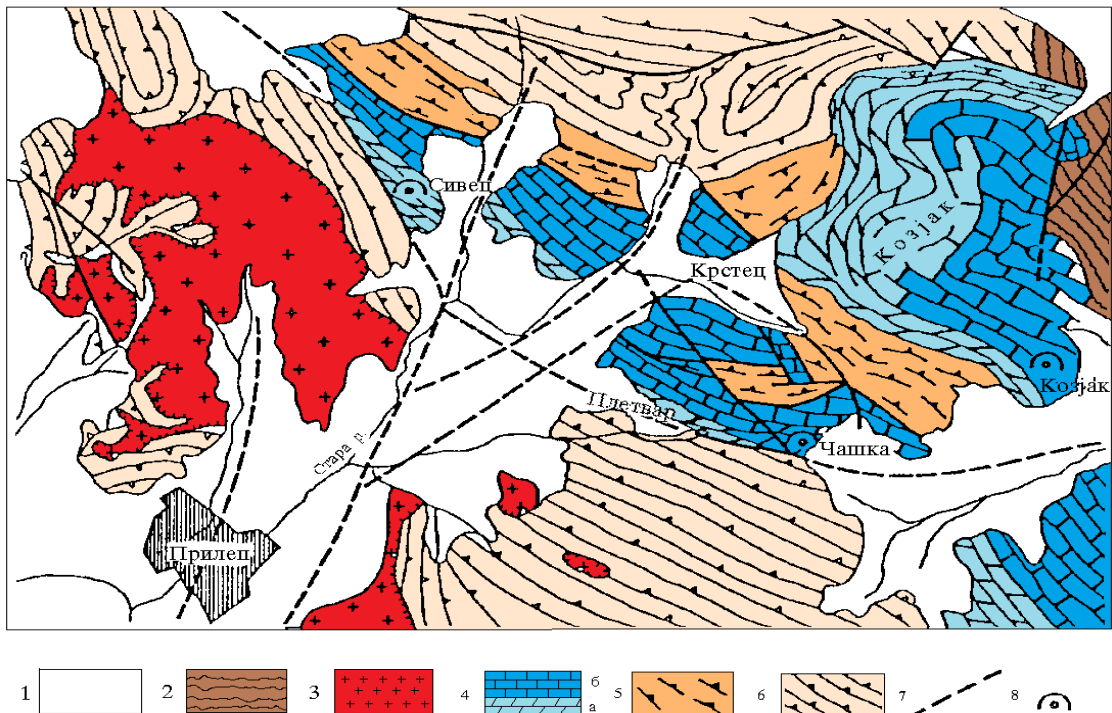 Сивец
Козјак
Крстец
Козјак
Плетвар
Чашка
Стара р.
Прилеп
1 2 3 4 б 5 6 7 8
а